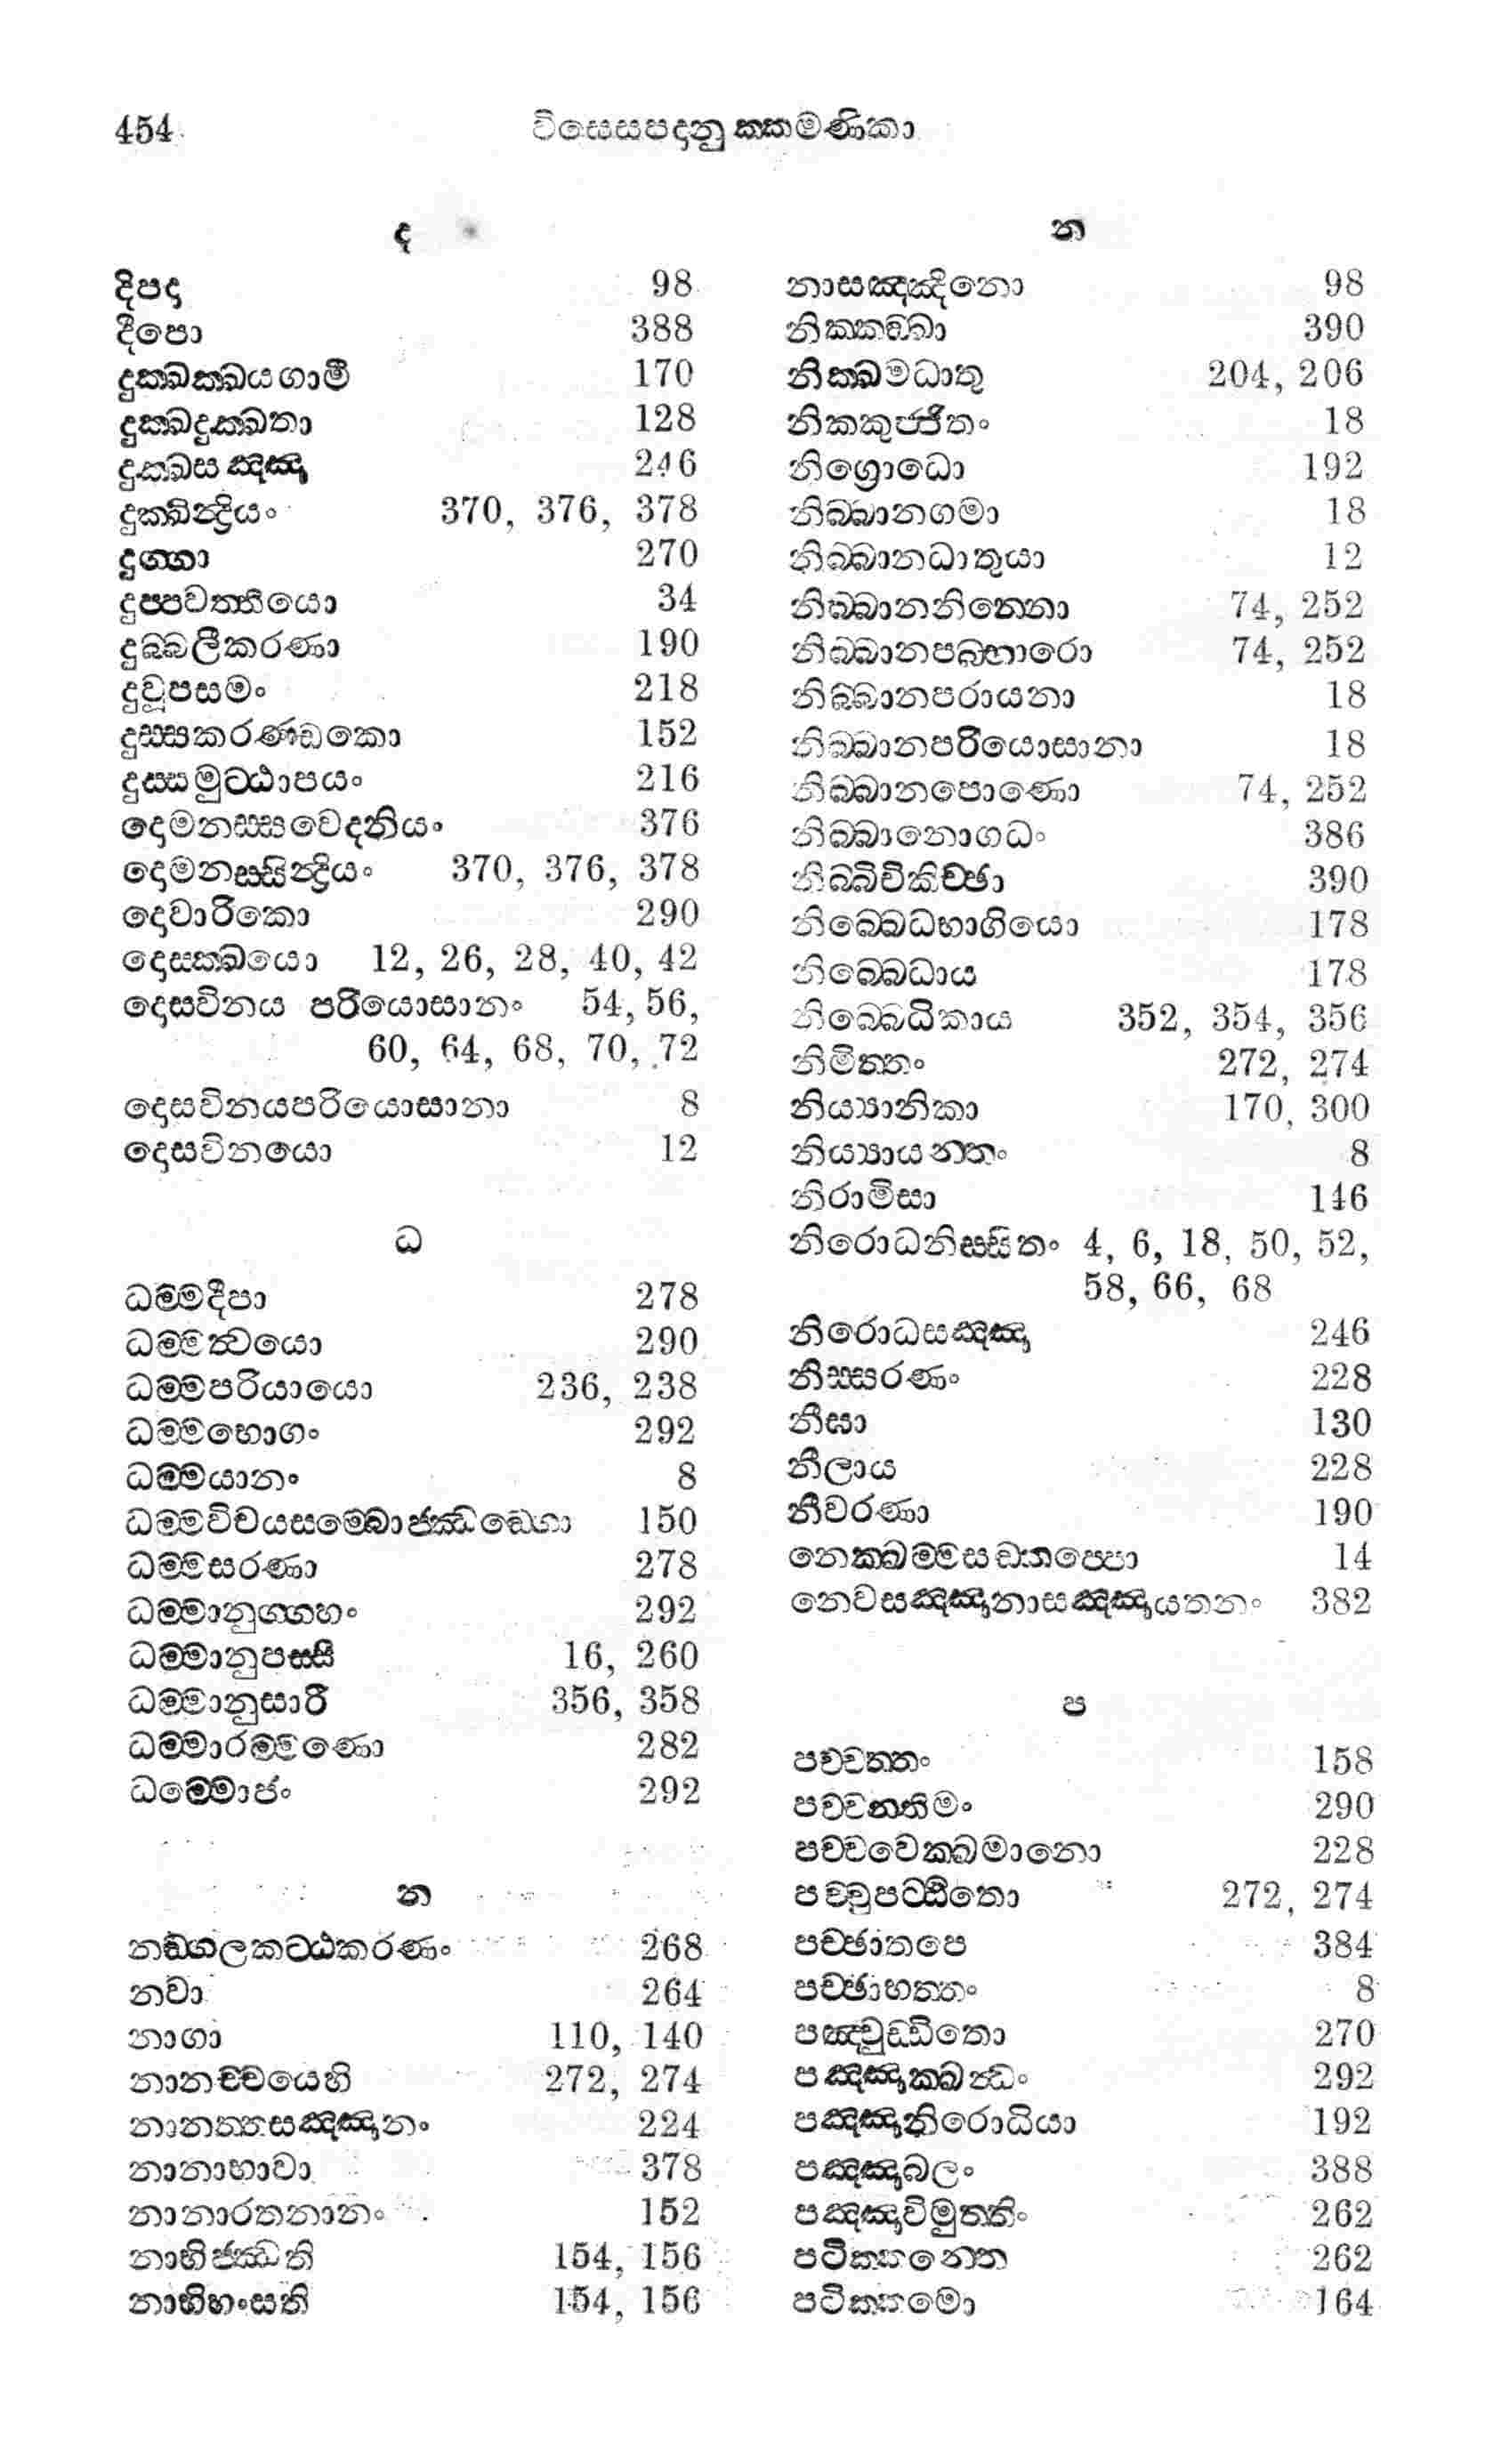 454
විසෙසපදානුක්කමණිකා
ද
දිපදා 98
දීපො 388
දුක්ඛක්ඛයගාමී 170
දුක්ඛදුක්ඛතා 128
දුක්ඛසඤ්ඤා 246
දුක්ඛින්ද්‍රියං 370, 376, 378
දුග්ගා 270
දුප්පවත්තියො 34
දුබ්බලීකරණා 190
දුවූපසමං 218
දුස්සකරණ්ඩකො 152
දුස්සමුට්ඨාපයං 216
දොමනස්සවෙදනියං 376
දොමනස්සින්ද්‍රියං 370, 376, 378
දොවාරිකො 290
දොසක්ඛයො 12, 26, 28, 40, 42
දොසවිනය පරියොසානං 54, 56,
60, 64, 68, 70, 72
දොසවිනයපරියොසානා 8
දොසවිනයො 12
ධ
ධම්මදීපා 278
ධම්මත්වයො 290
ධම්මපරියායො 236, 238
ධම්මභොගං 292
ධම්මයානං 8
ධම්මවිචයසම්බොජ්ඣඞ්ගො 150
ධම්මසරණා 278
ධම්මානුග්ගහං 292
ධම්මානුපස්සී 16, 260
ධම්මානුසාරී 356, 358
ධම්මාරම්මණො 282
ධම්මොජං 292
න
නඞ්ගලකට්ඨකරණං 268
නවා 264
නාගා 110, 140
නානච්චයෙහි 272, 274
නානත්තසඤ්ඤානං 224
නානාභාවා 378
නානාරතනානං 152
නාභිජ්ඣති 154, 156
නාභිහංසති 154, 156
න
නාසඤ්ඤිනො 98
නික්කඞ්ඛා 390
නික්ඛමධාතු 204, 206
නික්කුජ්ජිතං 18
නිග්‍රොධො 192
නිබ්බානගමා 18
නිබ්බානධාතුයා 12
නිබ්බානනින්නො 74, 252
නිබ්බානපබ්භාරො 74, 252
නිබ්බානපරායනා 18
නිබ්බානපරියොසානා 18
නිබ්බානපොණො 74, 252
නිබ්බානොගධං 386
නිබ්බිචිකිච්ඡා 390
නිබ්බෙධභාගියො 178
නිබ්බෙධාය 178
නිබ්බෙධිකාය 352, 354, 356
නිමිත්තං 272, 274
නිය්‍යානිකා 170, 300
නිය්‍යායන්තං 8
නිරාමිසා 146
නිරොධනිස්සිතං 4, 6, 18, 50, 52,
58, 66, 68
නිරොධසඤ්ඤා 246
නිස්සරණං 228
නීඝා 130
නීලාය 228
නීවරණා 190
නෙක්ඛම්මසඞ්කප්පො 14
නෙවසඤ්ඤානාසඤ්ඤායතනං 382
ප
පච්චත්තං 158
පච්චන්තිමං 290
පච්චවෙක්ඛමානො 228
පච්චුපට්ඨිතො 272, 274
පච්ඡාතපෙ 384
පච්ඡාභත්තං 8
පඤ්චුඩ්ඩිතො 270
පඤ්ඤාක්ඛන්ධං 292
පඤ්ඤානිරොධියා 192
පඤ්ඤාබලං 388
පඤ්ඤාවිමුත්තිං 262
පටික්කන්තෙ 262
පටික්කමො 164